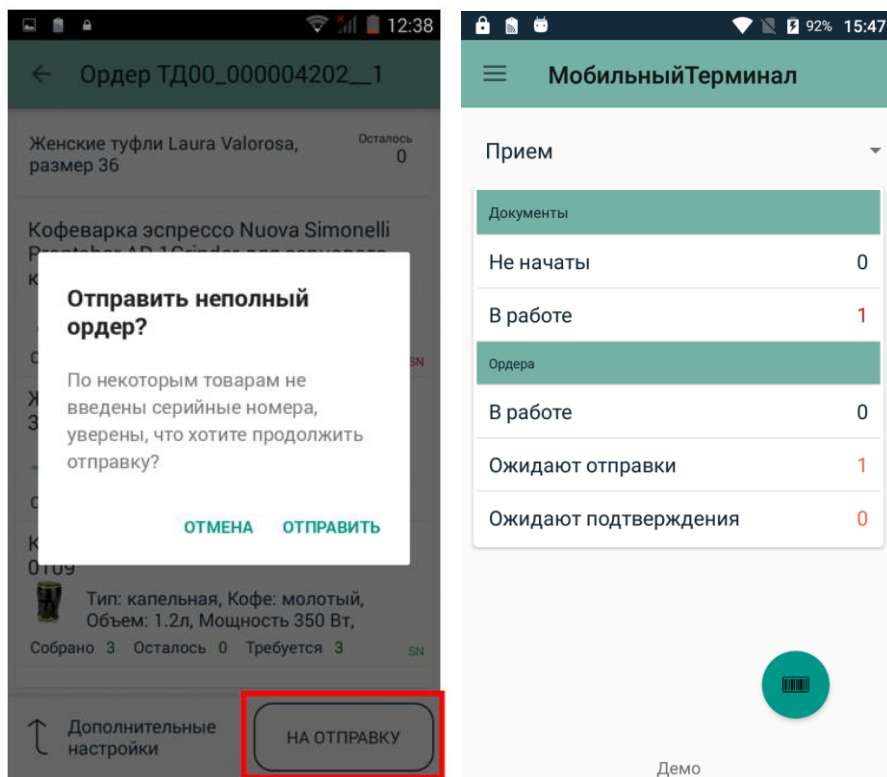 12:38
Ордер ТД00_000004202__1
Женские туфли Laura Valorosa,
размер 36
Осталось
0
Кофеварка эспрессо Nuova Simonelli
Отправить неполный
ордер?
По некоторым товарам не
введены серийные номера,
уверены, что хотите продолжить
отправку?
ОТМЕНА ОТПРАВИТЬ
SN
0109
Тип: капельная, Кофе: молотый,
Объем: 1.2л, Мощность 350 Вт,
Собрано 3 Осталось 0 Требуется 3 SN
Дополнительные
настройки
НА ОТПРАВКУ
92% 15:47
МобильныйТерминал
Прием
Документы
Не начаты 0
В работе 1
Ордера
В работе 0
Ожидают отправки 1
Ожидают подтверждения 0
Демо